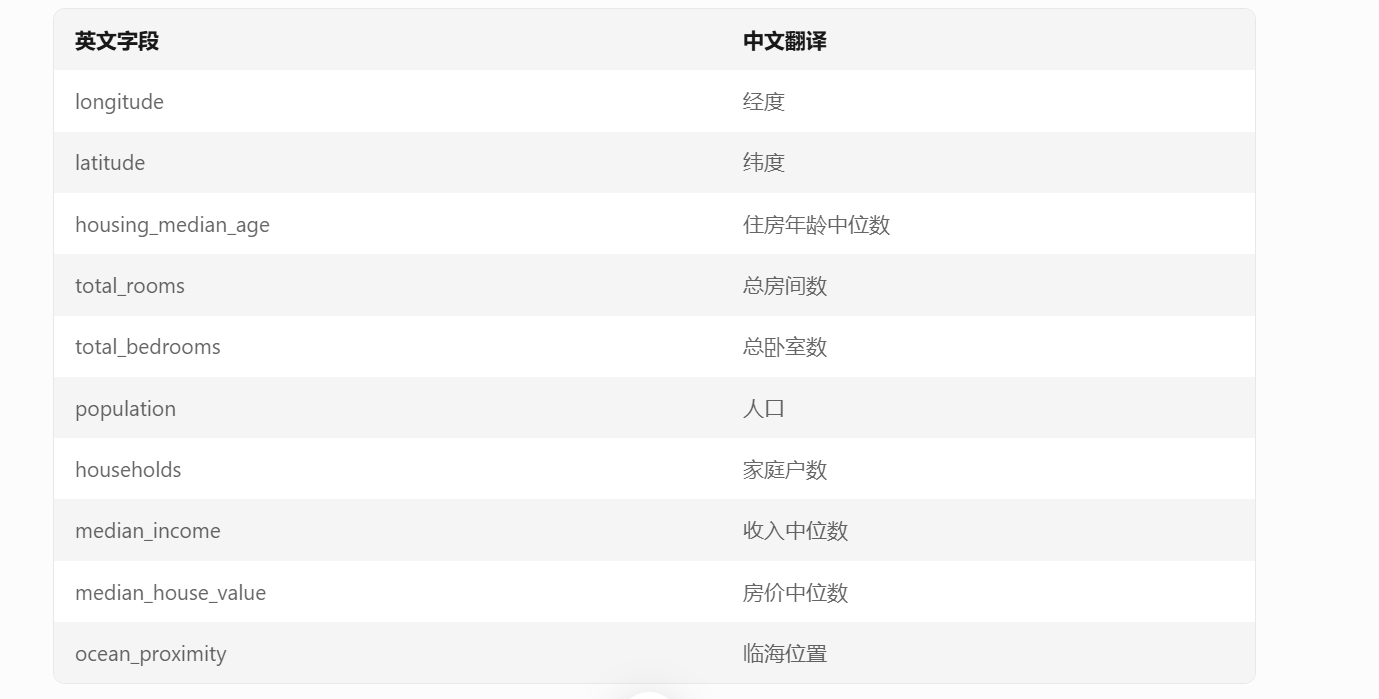 英文字段 中文翻译
longitude 经度
latitude 纬度
housing_median_age 住房年龄中位数
total_rooms 总房间数
total_bedrooms 总卧室数
population 人口
households 家庭户数
median_income 收入中位数
median_house_value 房价中位数
ocean_proximity 临海位置